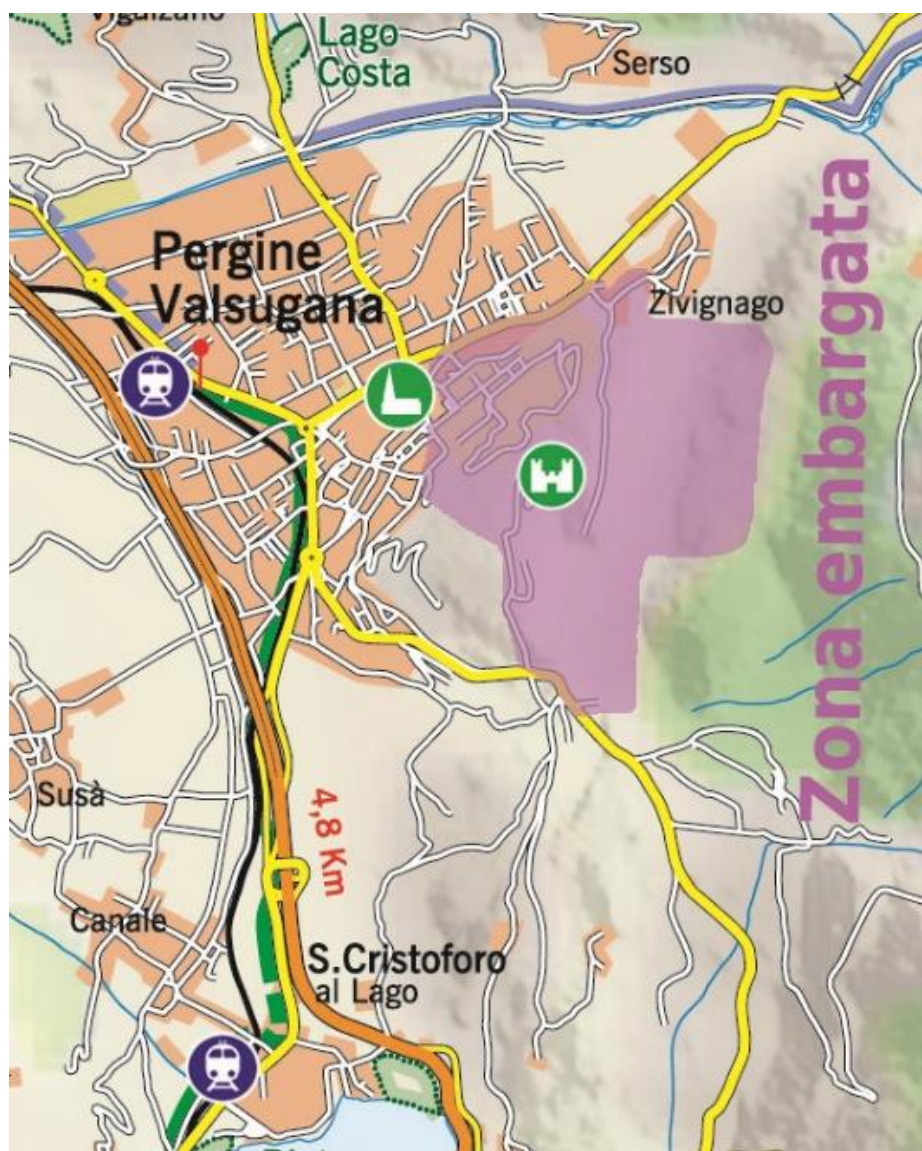 Lago
Costa
Serso
Pergine
Valsugana
Zivignago
Zona embargata
Susà
4,8 Km
Canale
S.Cristoforo
al Lago